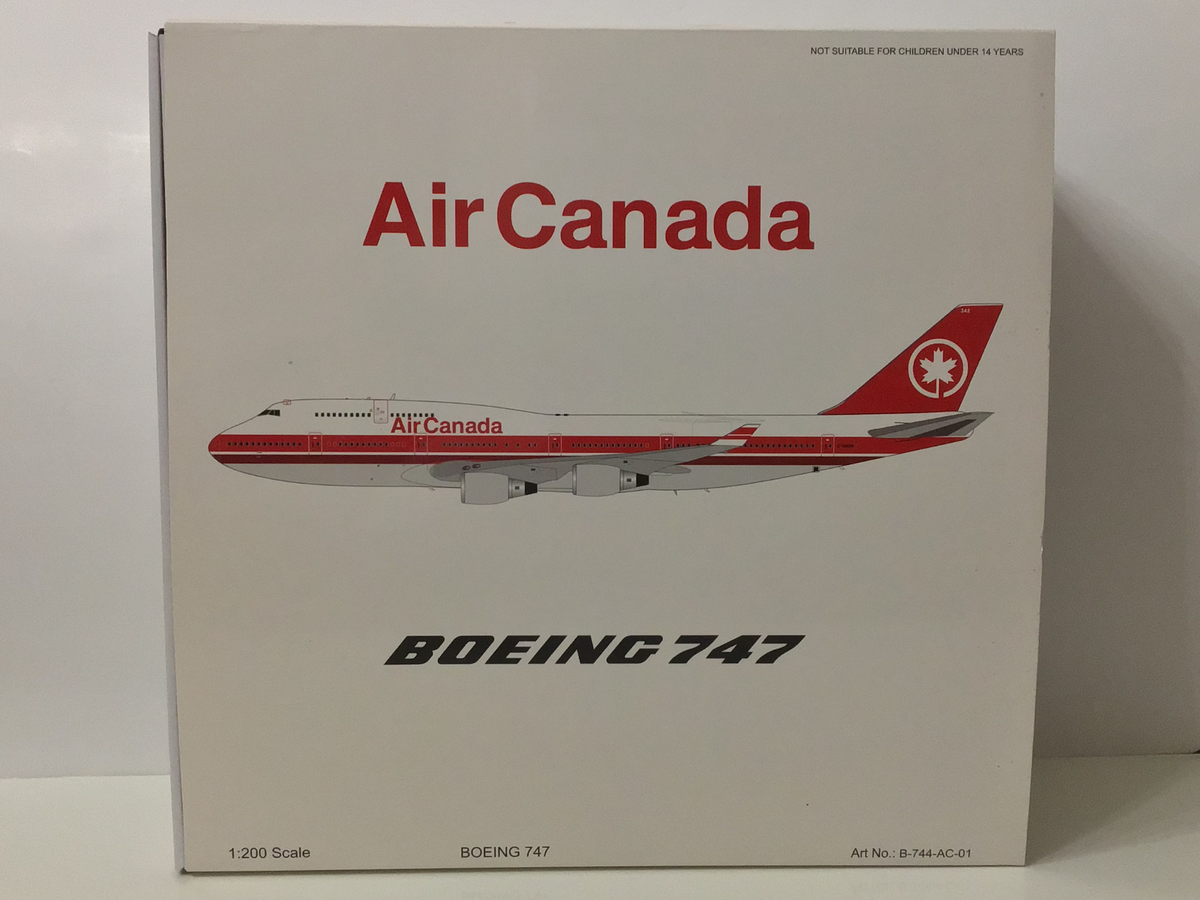 NOT SUITABLE FOR CHILDREN UNDER 14 YEARS
Air Canada
342
Air Canada
BOEING 747
1:200 Scale BOEING 747 Art No.: B-744-AC-01